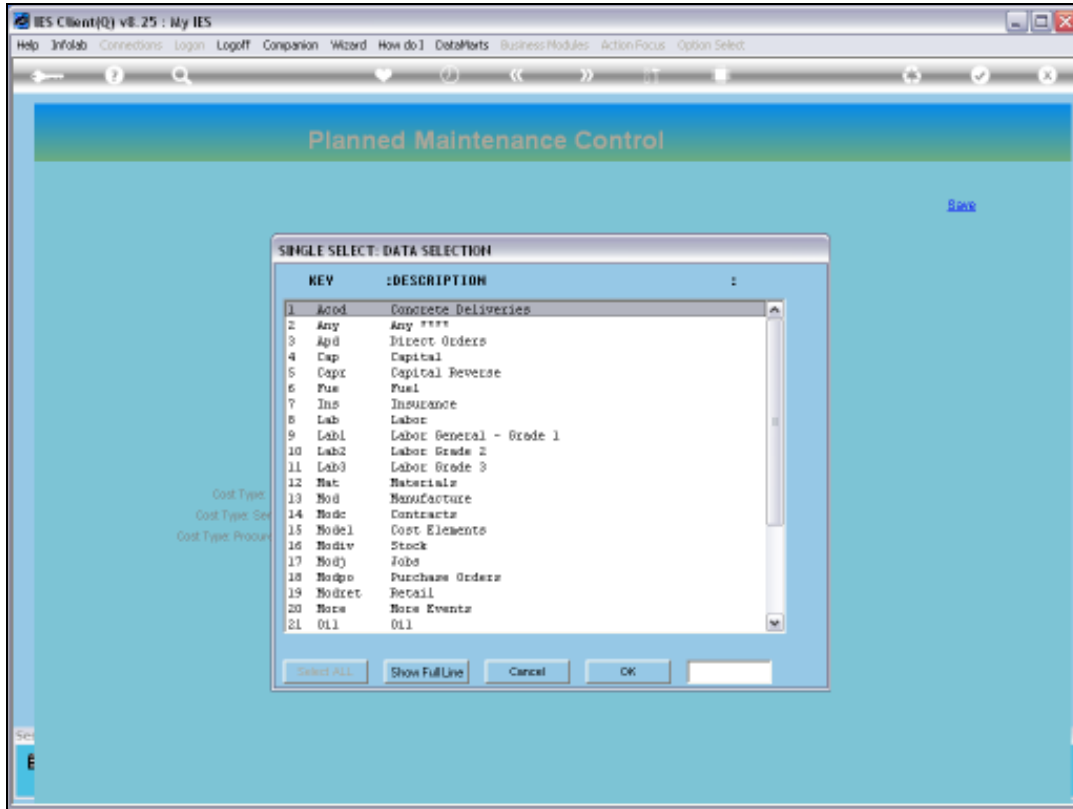 IES Client(Q) v8.25 : My IES
Help Infolab Connections Logon Logoff Companion Wizard How do I DataMarts Business Modules Action Focus Option Select
Planned Maintenance Control
Save
SINGLE SELECT: DATA SELECTION
KEY :DESCRIPTION :
1 Acod Concrete Deliveries
2 Any Any ****
3 Apd Direct Orders
4 Cap Capital
5 Capr Capital Reverse
6 Fue Fuel
7 Ins Insurance
8 Lab Labor
9 Lab1 Labor General - Grade 1
10 Lab2 Labor Grade 2
11 Lab3 Labor Grade 3
12 Mat Materials
13 Mod Manufacture
14 Modc Contracts
15 Model Cost Elements
16 Modiv Stock
17 Modj Jobs
18 Modpo Purchase Orders
19 Modret Retail
20 More More Events
21 Oil Oil
Cost Type:
Cost Type: Sec
Cost Type: Procure
Select ALL Show Full Line Cancel OK